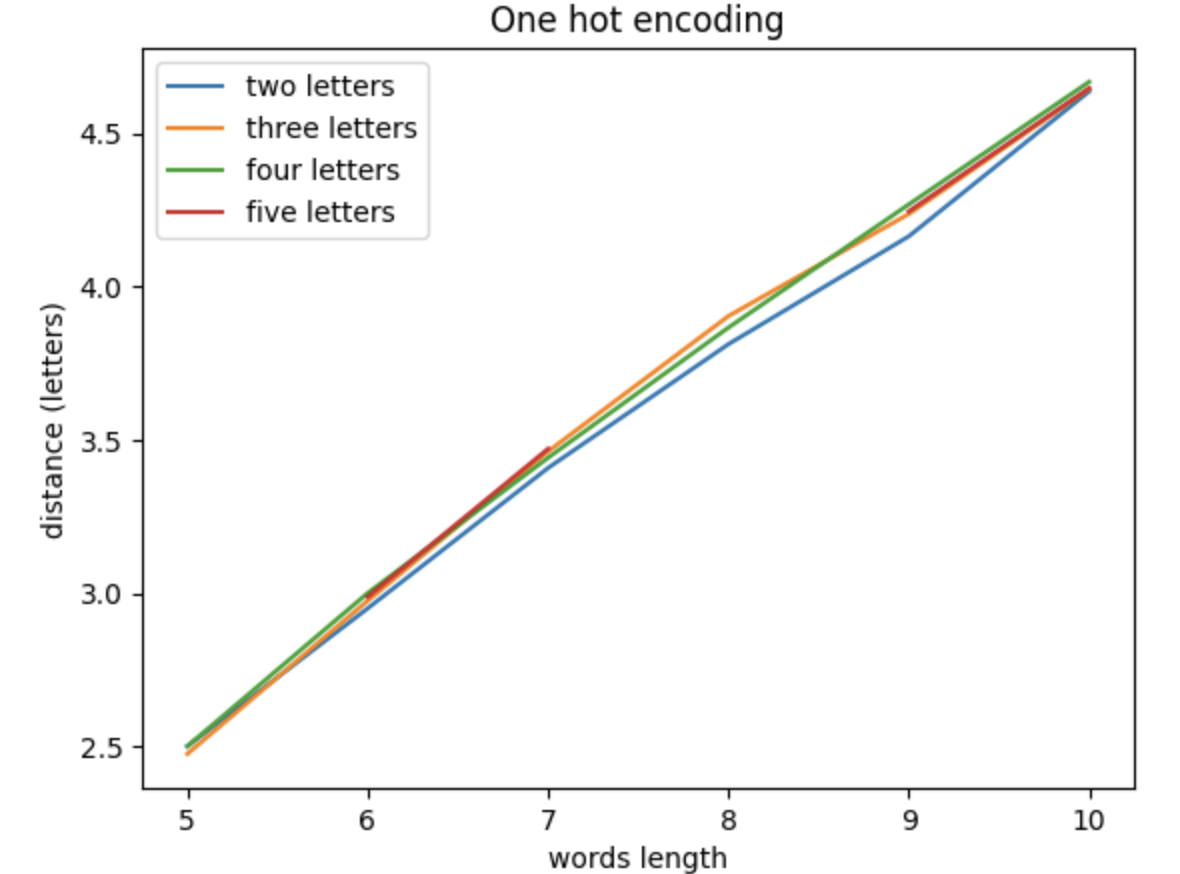 One hot encoding
two letters
three letters
four letters
five letters
4.5
4.0
3.5
3.0
2.5
distance (letters)
5 6 7 8 9 10
words length